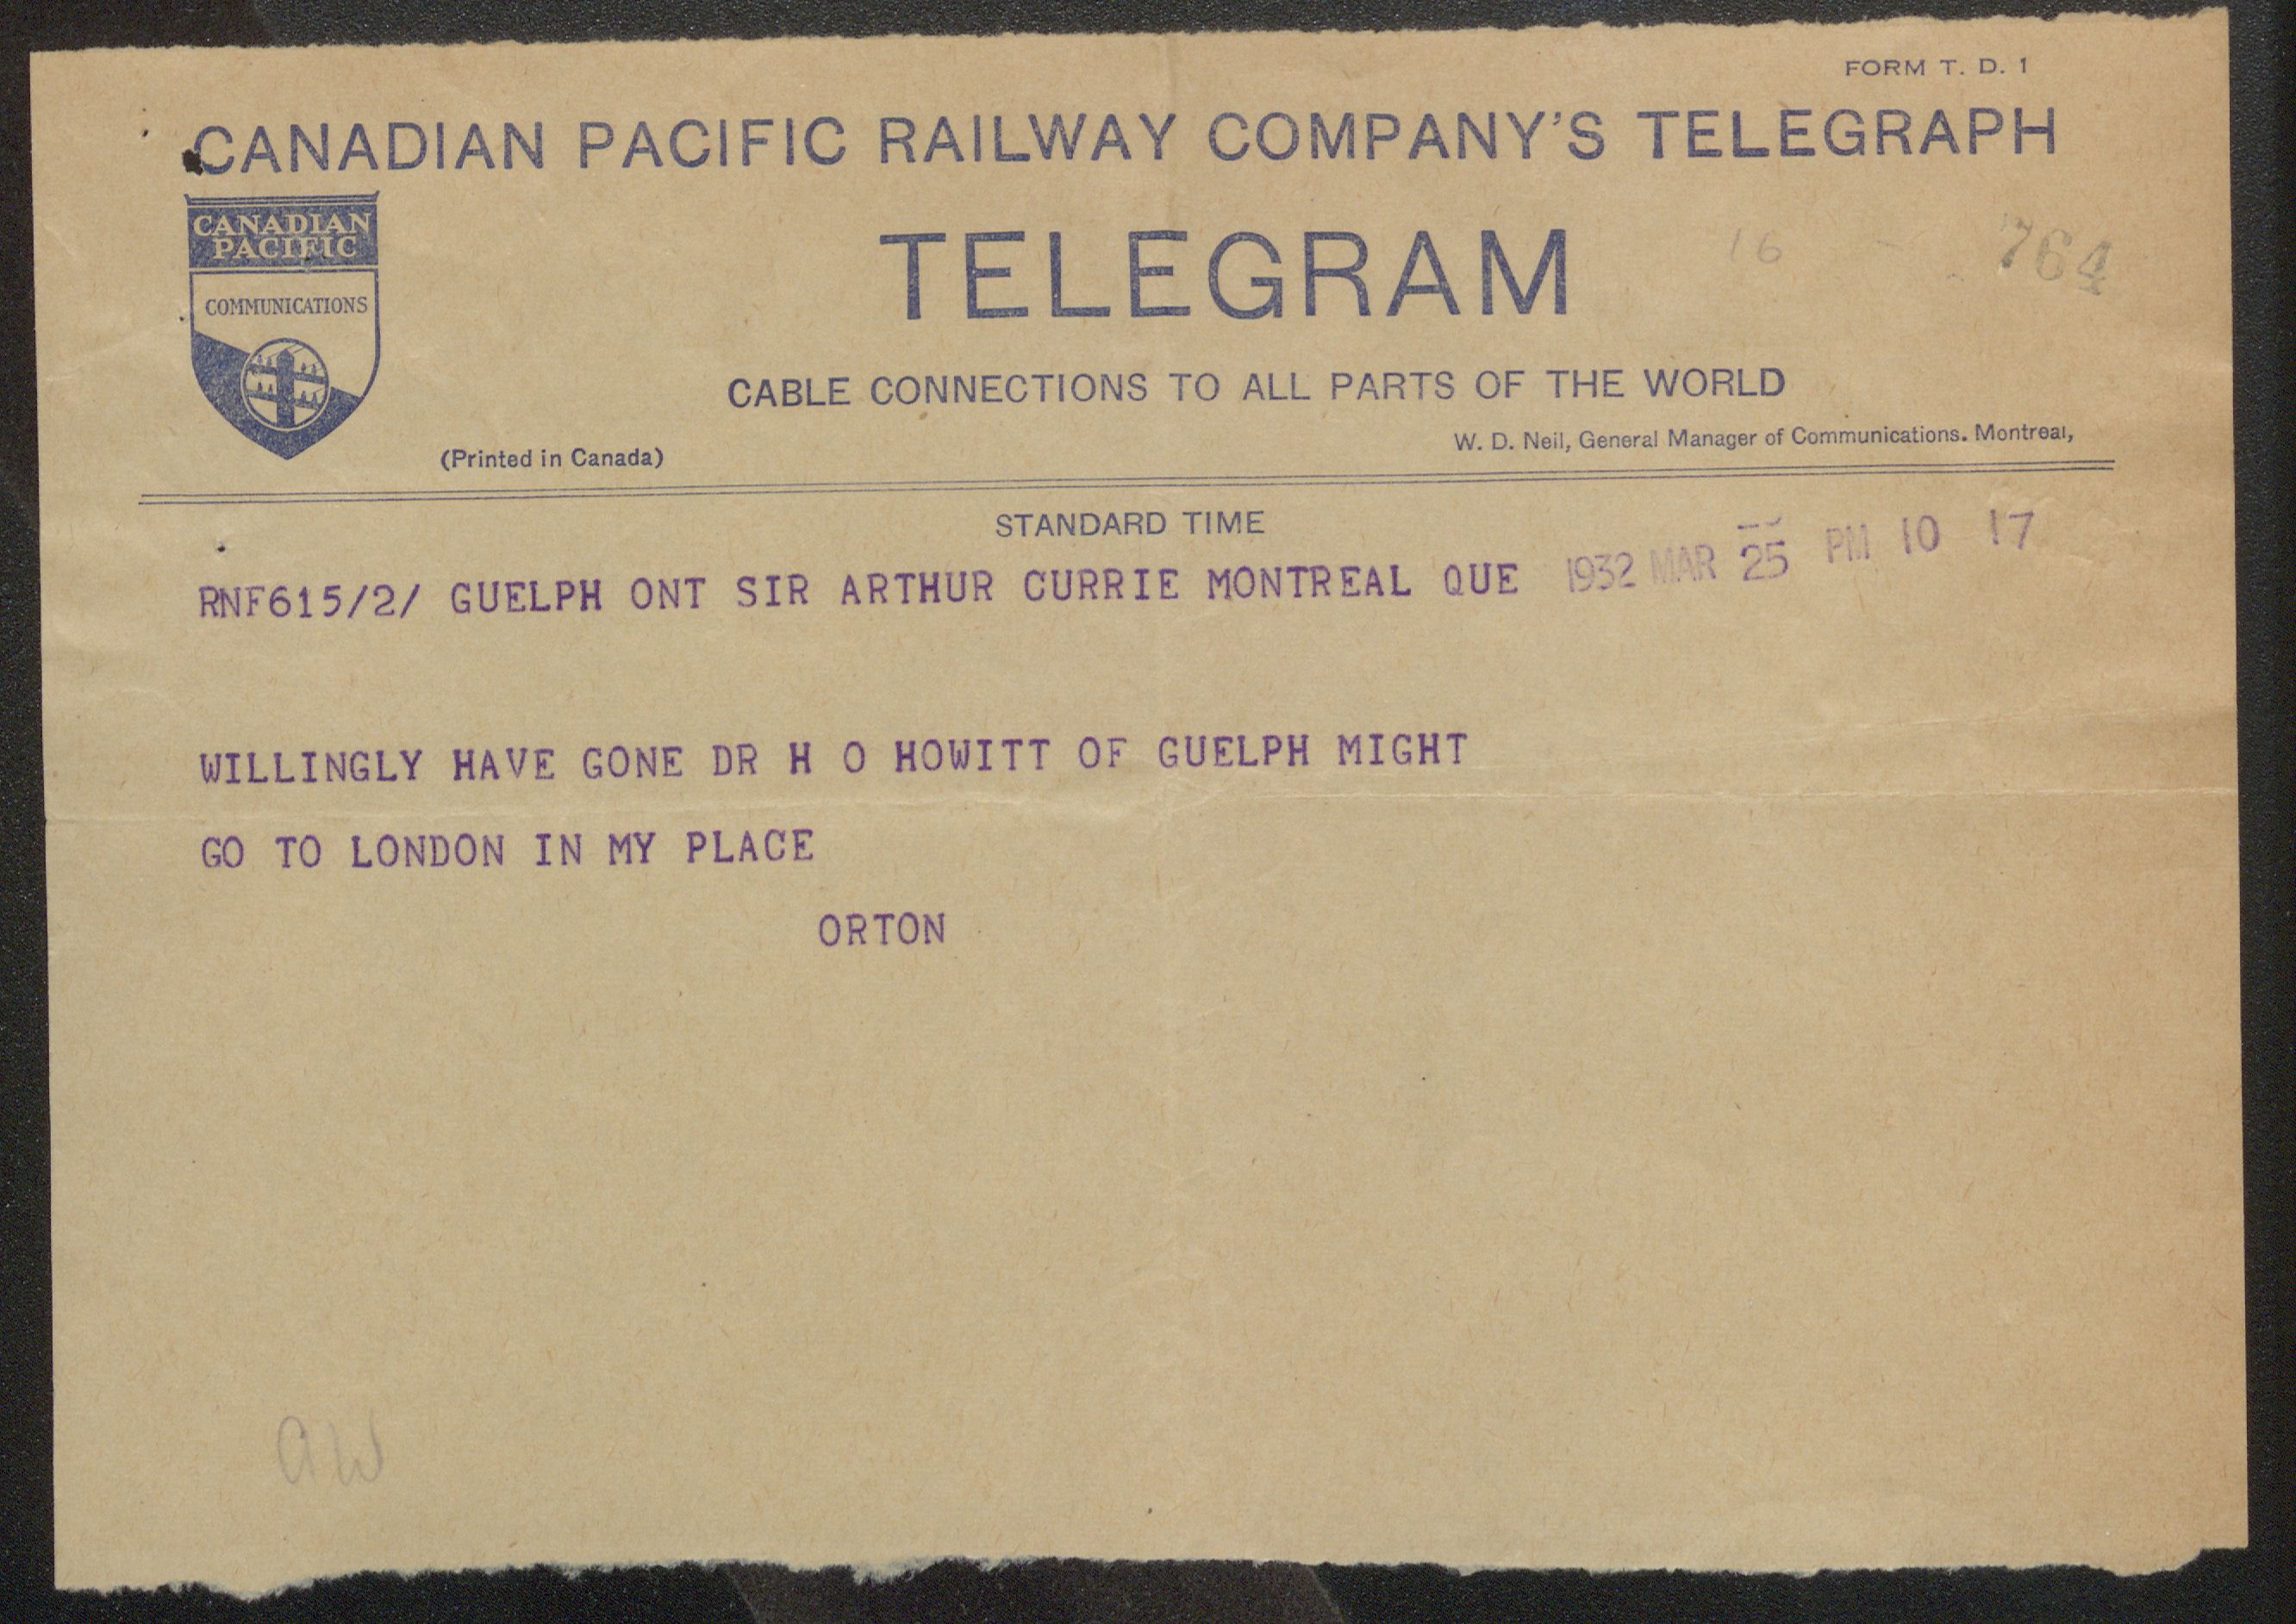 FORM T. D. 1
CANADIAN PACIFIC RAILWAY COMPANY'S TELEGRAPH
CANADIAN
PACIFIC
COMMUNICATIONS
TELEGRAM
16
764
CABLE CONNECTIONS TO ALL PARTS OF THE WORLD
(Printed in Canada)
W. D. Neil, General Manager of Communications. Montreal,
STANDARD TIME
RNF615/2/ GUELPH ONT SIR ARTHUR CURRIE MONTREAL QUE 1932 MAR 25 PM 10 17
WILLINGLY HAVE GONE DR H O HOWITT OF GUELPH MIGHT
GO TO LONDON IN MY PLACE
ORTON
AW